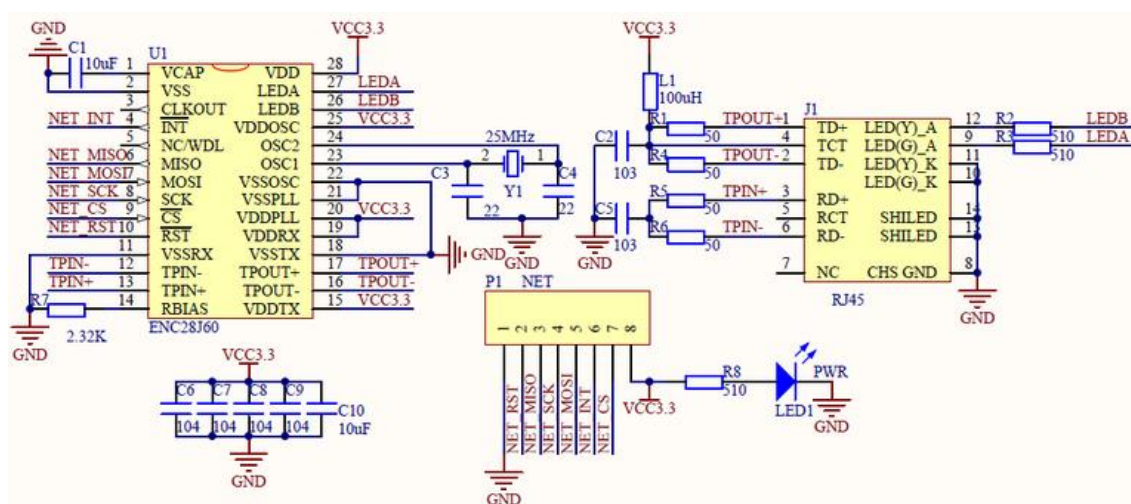 GND
C1
10uF
U1
VCC3.3
1 VCAP VDD 28
2 VSS LEDA 27 LEDA
3 CLKOUT LEDB 26 LEDB
NET_INT 4 INT VDDOSC 25 VCC3.3
5 NC/WDL OSC2 24
NET_MISO 6 MISO OSC1 23
NET_MOSI 7 MOSI VSSOSC 22
NET_SCK 8 SCK VSSPLL 21
NET_CS 9 CS VDDPLL 20 VCC3.3
NET_RST 10 RST VDDRX 19
11 VSSRX VSSTX 18
TPIN- 12 TPIN- TPOUT+ 17 TPOUT+
TPIN+ 13 TPIN+ TPOUT- 16 TPOUT-
14 RBIAS VDDTX 15 VCC3.3
R7
2.32K
GND
ENC28J60
25MHz
2 1
Y1
C3
22
C4
22
GND
GND
VCC3.3
L1
100uH
C2
103
C5
103
GND
R1
50
R4
50
R5
50
R6
50
J1
TPOUT+ 1 TD+ LED(Y)_A 12 R2 LEDB
510
4 TCT LED(G)_A 9 R3 LEDA
510
TPOUT- 2 TD- LED(Y)_K 11
LED(G)_K 10
TPIN+ 3 RD+
5 RCT SHILED 14
TPIN- 6 RD- SHILED 13
7 NC CHS GND 8
RJ45
GND
VCC3.3
C6 C7 C8 C9
C10
104 104 104 104
10uF
GND
P1 NET
1 2 3 4 5 6 7 8
NET_RST
NET_MISO
NET_SCK
NET_MOSI
NET_INT
NET_CS
GND
VCC3.3
R8
510
PWR
LED1
GND